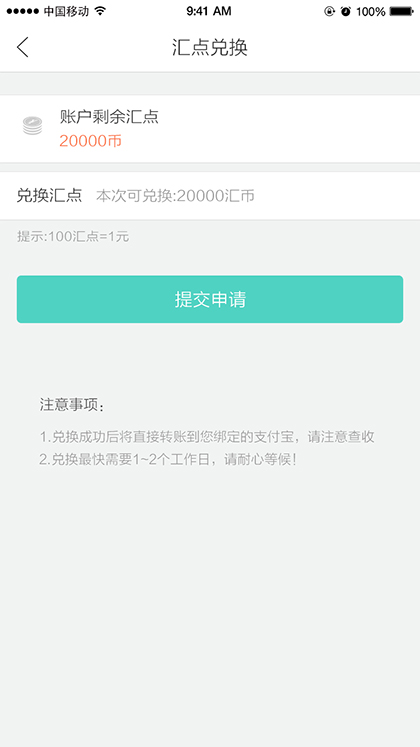 中国移动 9:41 AM 100%
汇点兑换
账户剩余汇点
20000币
兑换汇点 本次可兑换:20000汇币
提示:100汇点=1元
提交申请
注意事项：
1.兑换成功后将直接转账到您绑定的支付宝，请注意查收
2.兑换最快需要1~2个工作日，请耐心等候！